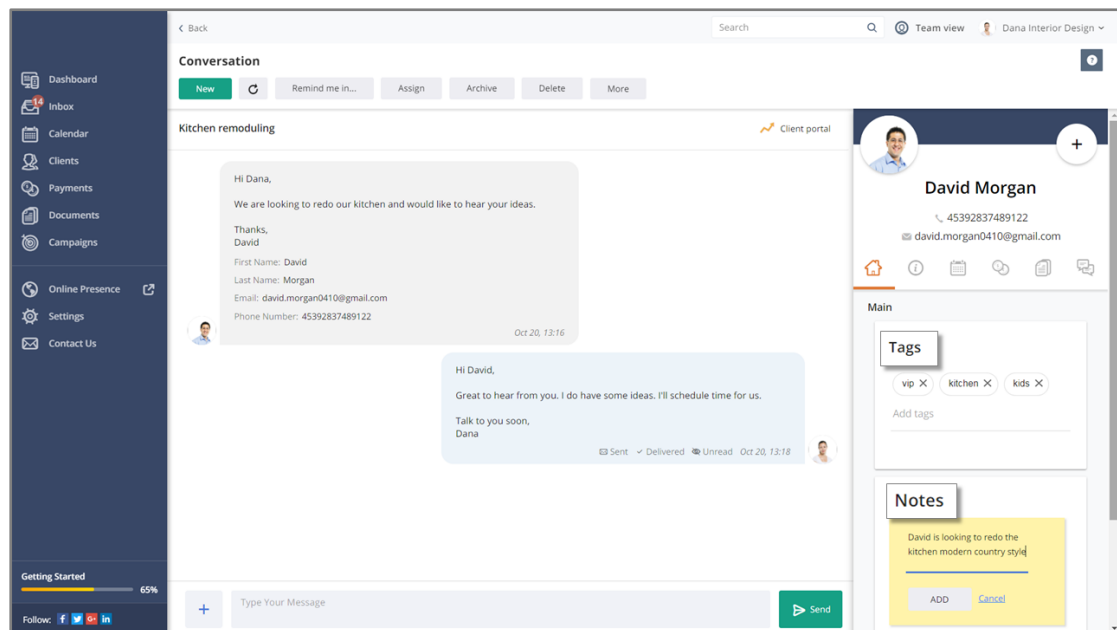 Back
Search
Team view
Dana Interior Design
Conversation
New
Remind me in...
Assign
Archive
Delete
More
Dashboard
14
Inbox
Calendar
Clients
Payments
Documents
Campaigns
Online Presence
Settings
Contact Us
Getting Started
65%
Follow:
Kitchen remoduling
Client portal
Hi Dana,
We are looking to redo our kitchen and would like to hear your ideas.
Thanks,
David
First Name: David
Last Name: Morgan
Email: david.morgan0410@gmail.com
Phone Number: 45392837489122
Oct 20, 13:16
Hi David,
Great to hear from you. I do have some ideas. I'll schedule time for us.
Talk to you soon,
Dana
Sent Delivered Unread Oct 20, 13:18
Type Your Message
Send
David Morgan
45392837489122
david.morgan0410@gmail.com
Main
Tags
vip
kitchen
kids
Add tags
Notes
David is looking to redo the
kitchen modern country style
ADD
Cancel